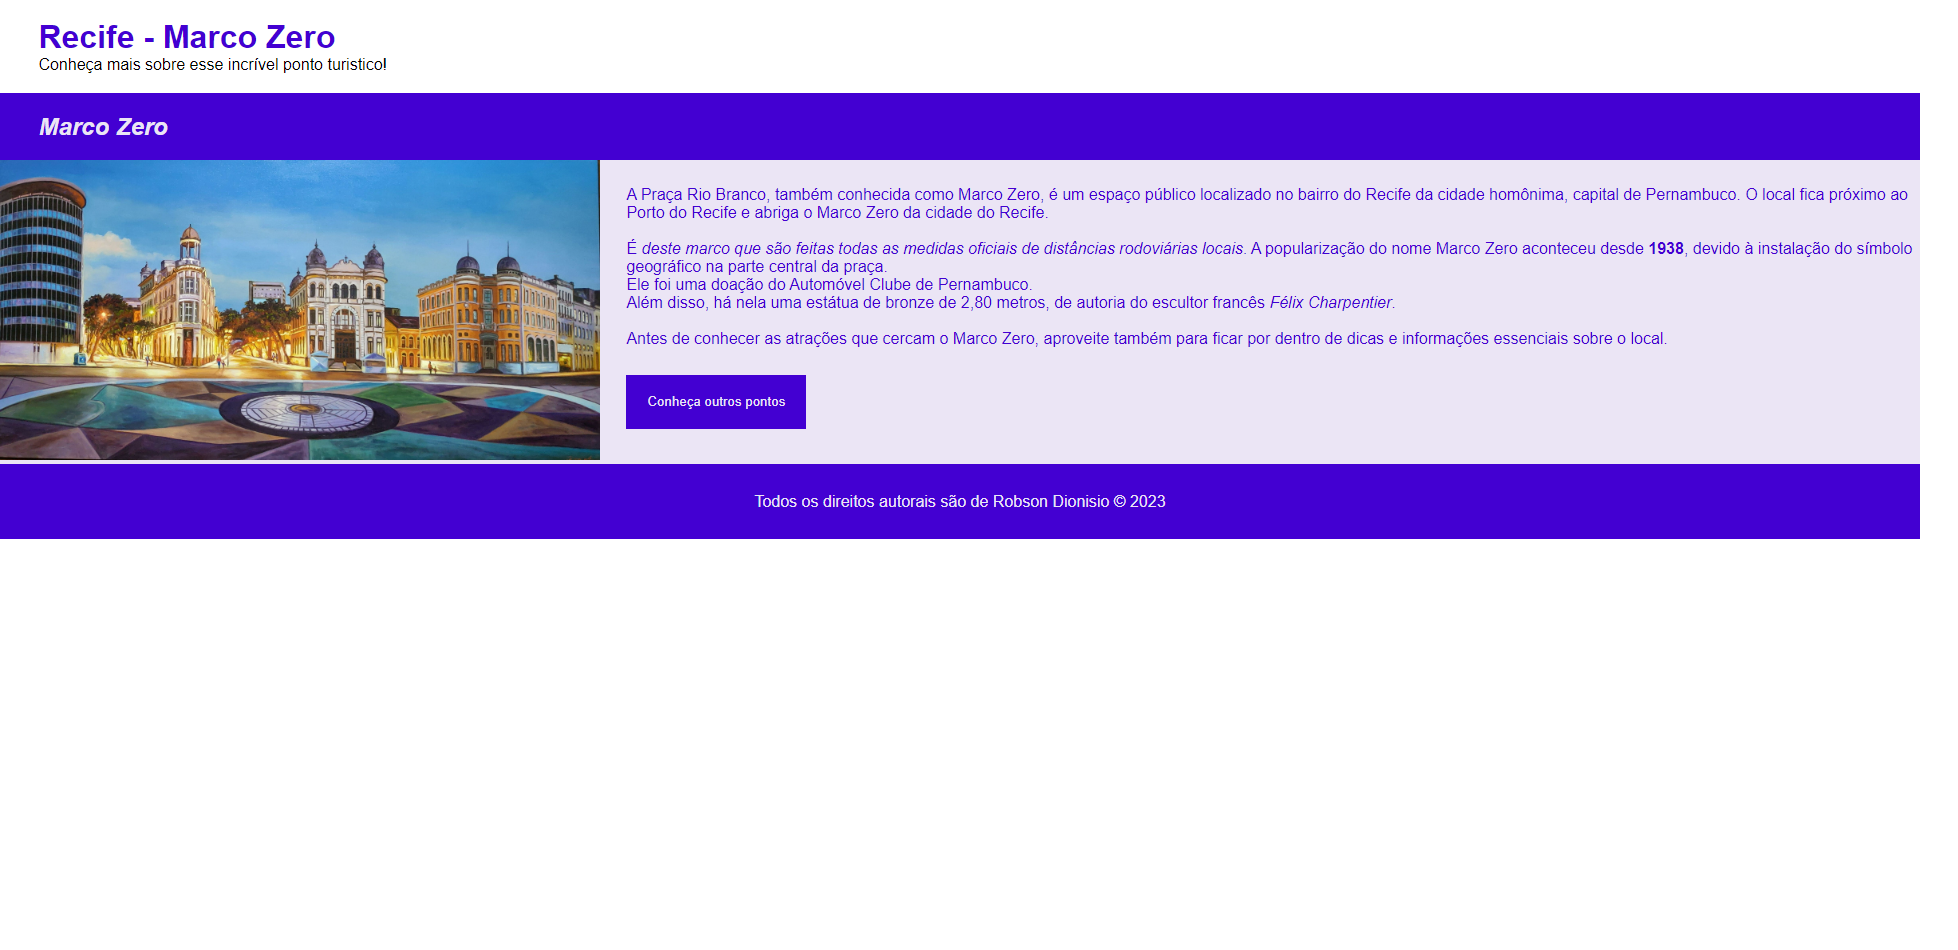 Recife - Marco Zero
Conheça mais sobre esse incrível ponto turistico!
Marco Zero
A Praça Rio Branco, também conhecida como Marco Zero, é um espaço público localizado no bairro do Recife da cidade homônima, capital de Pernambuco. O local fica próximo ao
Porto do Recife e abriga o Marco Zero da cidade do Recife.
É deste marco que são feitas todas as medidas oficiais de distâncias rodoviárias locais. A popularização do nome Marco Zero aconteceu desde 1938, devido à instalação do símbolo
geográfico na parte central da praça.
Ele foi uma doação do Automóvel Clube de Pernambuco.
Além disso, há nela uma estátua de bronze de 2,80 metros, de autoria do escultor francês Félix Charpentier.
Antes de conhecer as atrações que cercam o Marco Zero, aproveite também para ficar por dentro de dicas e informações essenciais sobre o local.
Conheça outros pontos
Todos os direitos autorais são de Robson Dionisio © 2023